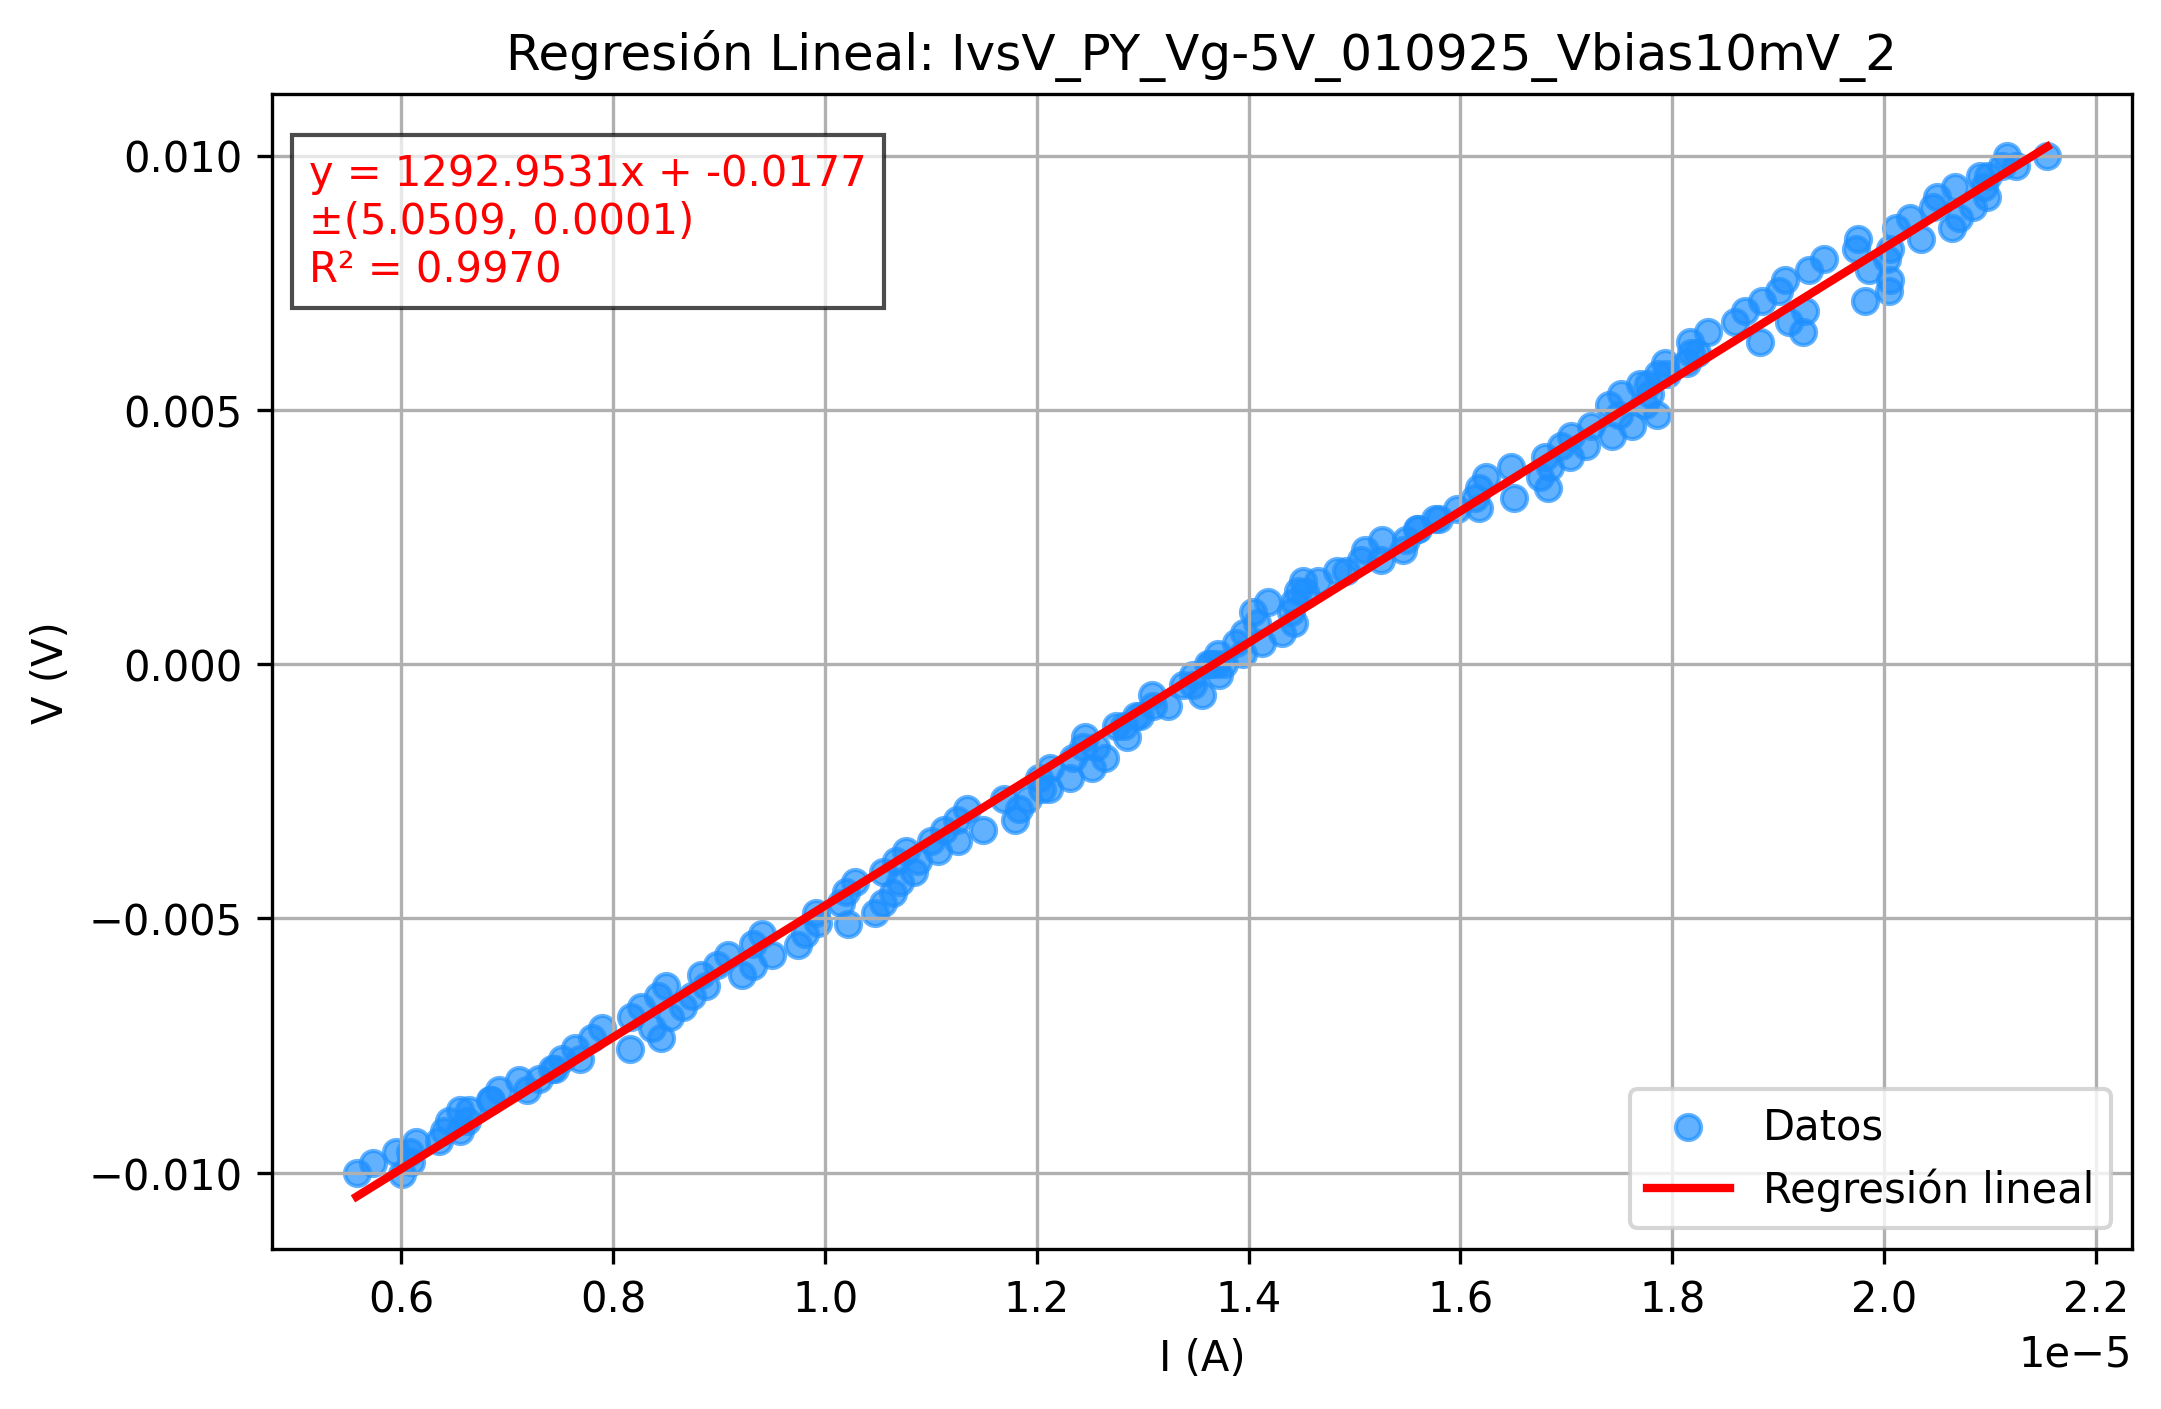 Regresión Lineal: IvsV_PY_Vg-5V_010925_Vbias10mV_2
y = 1292.9531x + -0.0177
±(5.0509, 0.0001)
R² = 0.9970
V (V)
0.010
0.005
0.000
−0.005
−0.010
Datos
Regresión lineal
0.6 0.8 1.0 1.2 1.4 1.6 1.8 2.0 2.2
1e−5
I (A)